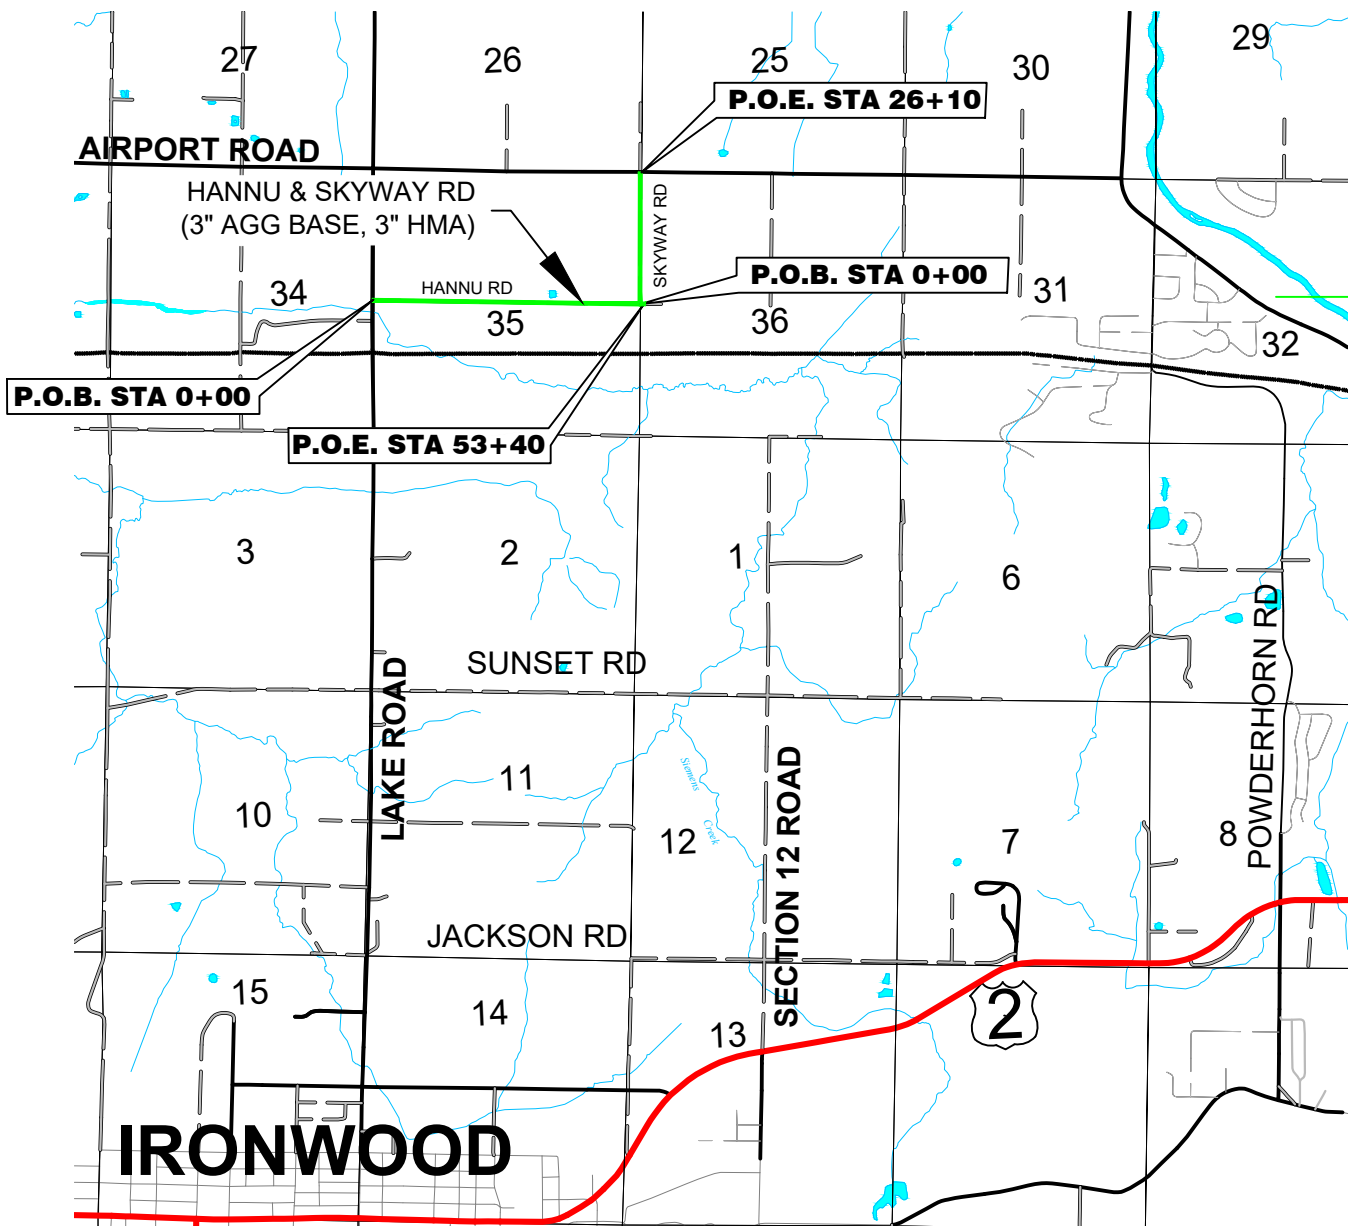 27
26
25
30
29
P.O.E. STA 26+10
AIRPORT ROAD
HANNU & SKYWAY RD
(3" AGG BASE, 3" HMA)
SKYWAY RD
P.O.B. STA 0+00
HANNU RD
34
35
36
31
32
P.O.B. STA 0+00
P.O.E. STA 53+40
3
2
1
6
SUNSET RD
LAKE ROAD
POWDERHORN RD
11
10
12
Siemens
Creek
SECTION 12 ROAD
7
8
JACKSON RD
15
14
13
2
IRONWOOD